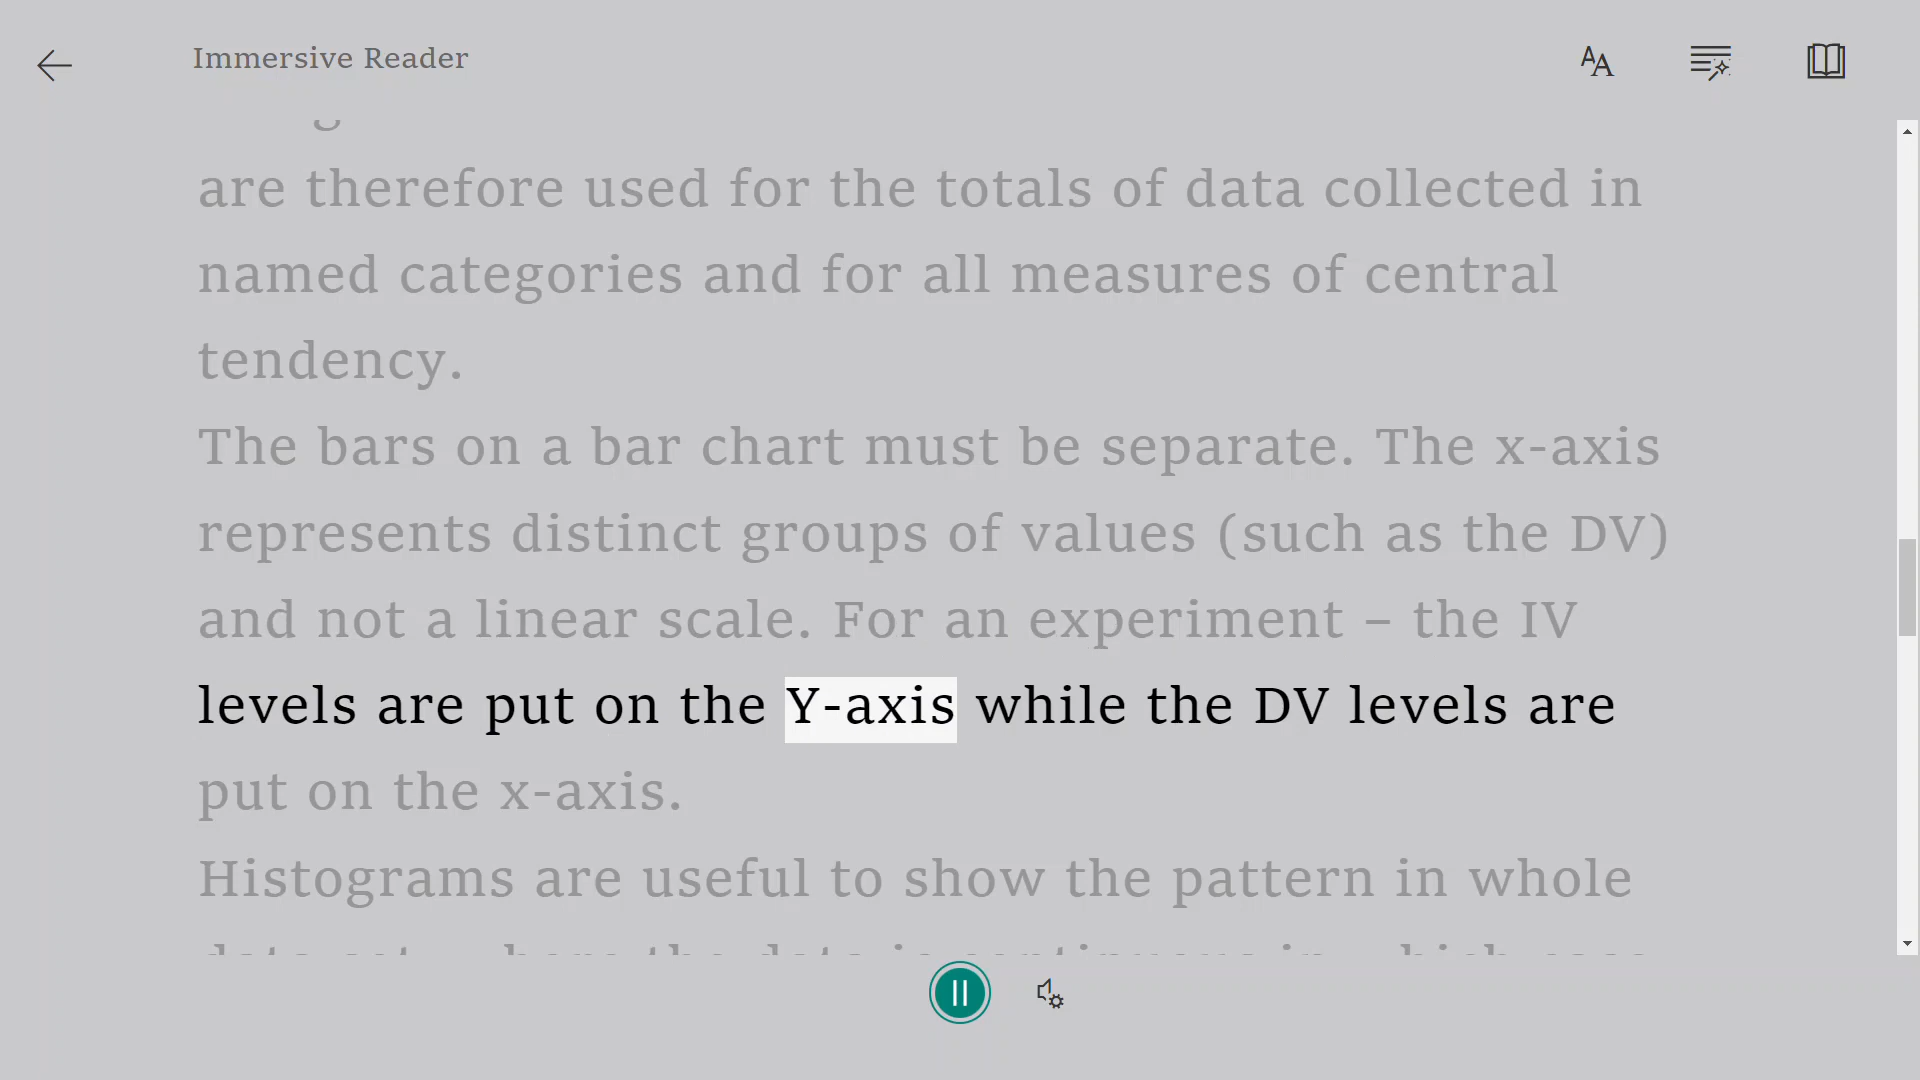 Immersive Reader
are therefore used for the totals of data collected in
named categories and for all measures of central
tendency.
The bars on a bar chart must be separate. The x-axis
represents distinct groups of values (such as the DV)
and not a linear scale. For an experiment – the IV
levels are put on the Y-axis while the DV levels are
put on the x-axis.
Histograms are useful to show the pattern in whole